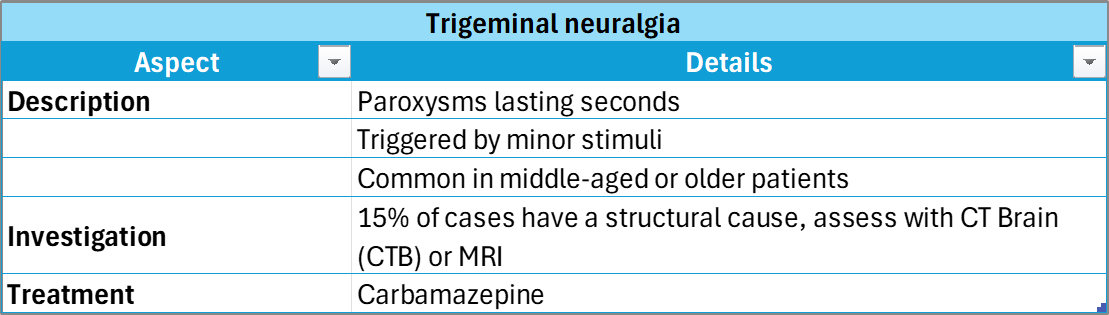 Trigeminal neuralgia
Aspect Details
Description Paroxysms lasting seconds
Triggered by minor stimuli
Common in middle-aged or older patients
Investigation 15% of cases have a structural cause, assess with CT Brain
(CTB) or MRI
Treatment Carbamazepine